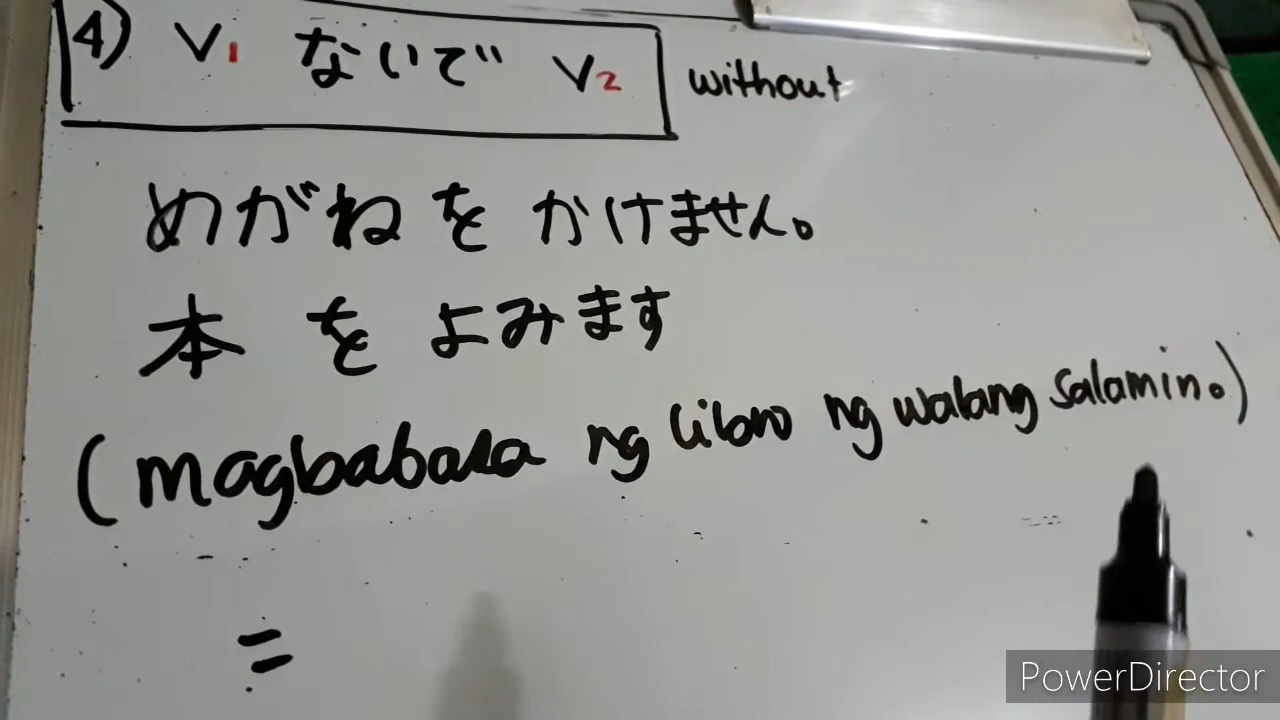 4) V1 ないで V2 without
めがねを かけません。
本 を よみます
(magbabasa ng libro ng walang salamin.)
=
PowerDirector